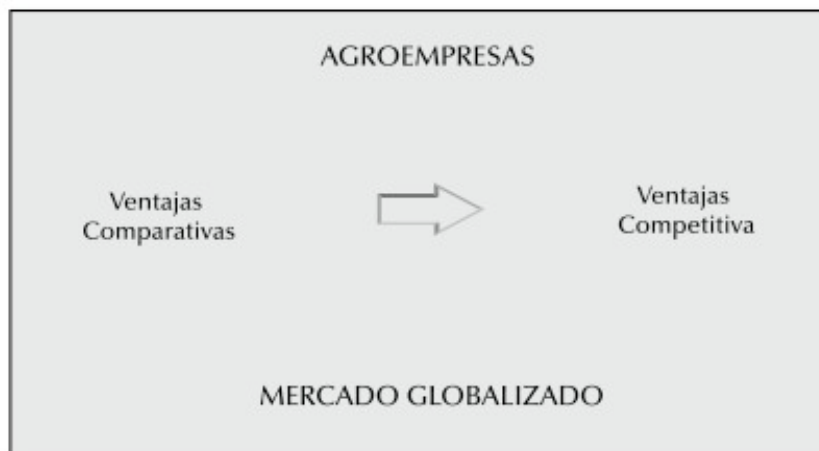 AGROEMPRESAS
Ventajas
Comparativas
Ventajas
Competitiva
MERCADO GLOBALIZADO